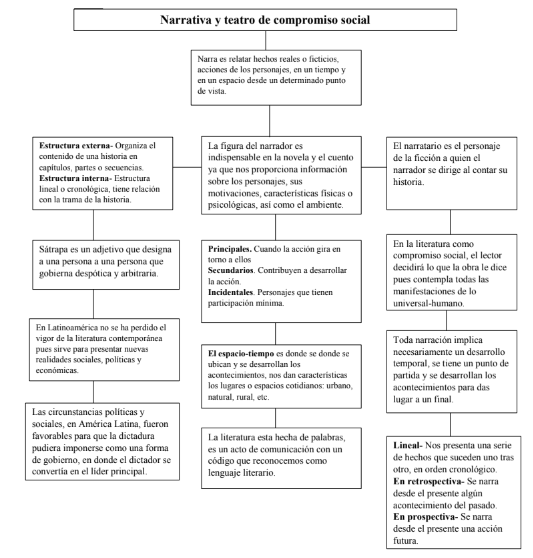 Narrativa y teatro de compromiso social
Narra es relatar hechos reales o ficticios,
acciones de los personajes, en un tiempo y
en un espacio desde un determinado punto
de vista.
Estructura externa- Organiza el
contenido de una historia en
capítulos, partes o secuencias.
Estructura interna- Estructura
lineal o cronológica, tiene relación
con la trama de la historia.
La figura del narrador es
indispensable en la novela y el cuento
ya que nos proporciona información
sobre los personajes, sus
motivaciones, características físicas o
psicológicas, así como el ambiente.
El narratario es el personaje
de la ficción a quien el
narrador se dirige al contar su
historia.
Sátrapa es un adjetivo que designa
a una persona a una persona que
gobierna despótica y arbitraria.
Principales. Cuando la acción gira en
torno a ellos
Secundarios. Contribuyen a desarrollar
la acción.
Incidentales. Personajes que tienen
participación mínima.
En la literatura como
compromiso social, el lector
decidirá lo que la obra le dice
pues contempla todas las
manifestaciones de lo
universal-humano.
En Latinoamérica no se ha perdido el
vigor de la literatura contemporánea
pues sirve para presentar nuevas
realidades sociales, políticas y
económicas.
El espacio-tiempo es donde se donde se
ubican y se desarrollan los
acontecimientos, nos dan características
los lugares o espacios cotidianos: urbano,
natural, rural, etc.
Toda narración implica
necesariamente un desarrollo
temporal, se tiene un punto de
partida y se desarrollan los
acontecimientos para das
lugar a un final.
Las circunstancias políticas y
sociales, en América Latina, fueron
favorables para que la dictadura
pudiera imponerse como una forma
de gobierno, en donde el dictador se
convertía en el líder principal.
La literatura esta hecha de palabras,
es un acto de comunicación con un
código que reconocemos como
lenguaje literario.
Lineal- Nos presenta una serie
de hechos que suceden uno tras
otro, en orden cronológico.
En retrospectiva- Se narra
desde el presente algún
acontecimiento del pasado.
En prospectiva- Se narra
desde el presente una acción
futura.